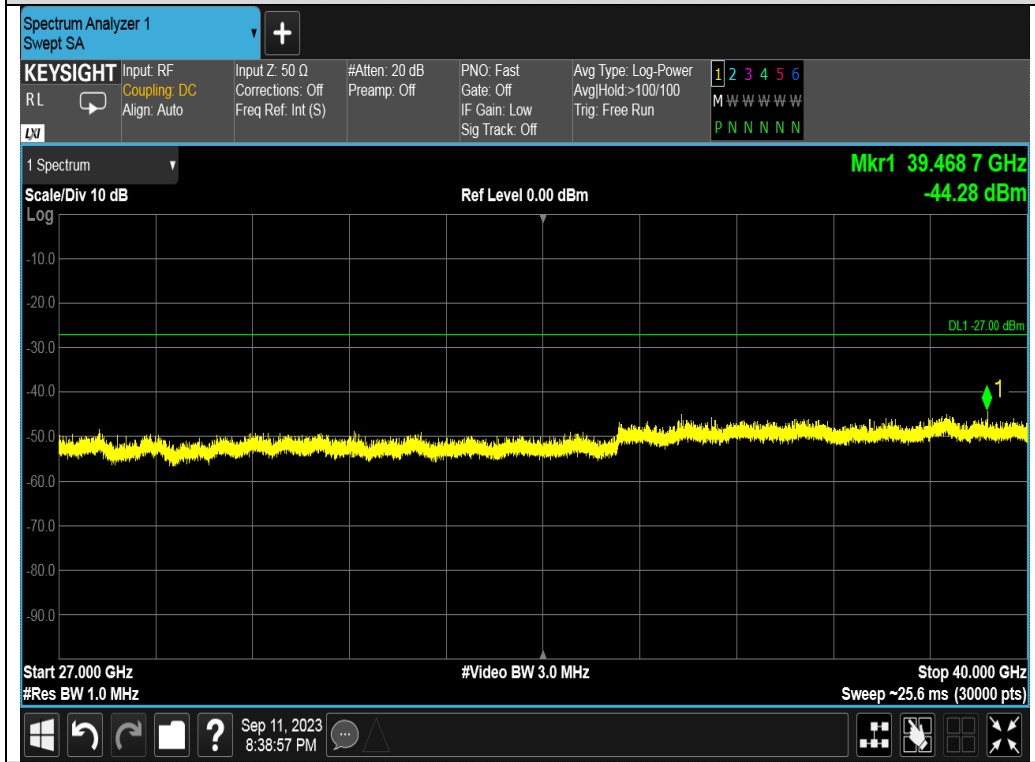 Spectrum Analyzer 1
Swept SA
+
KEYSIGHT
RL
LXI
Input: RF
Coupling: DC
Align: Auto
Input Z: 50 Ω
Corrections: Off
Freq Ref: Int (S)
#Atten: 20 dB
Preamp: Off
PNO: Fast
Gate: Off
IF Gain: Low
Sig Track: Off
Avg Type: Log-Power
Avg|Hold:>100/100
Trig: Free Run
1 2 3 4 5 6
M W W W W W
P N N N N N
1 Spectrum
Mkr1 39.468 7 GHz
-44.28 dBm
Scale/Div 10 dB
Ref Level 0.00 dBm
Log
-10.0
-20.0
DL1 -27.00 dBm
-30.0
-40.0
1
-50.0
-60.0
-70.0
-80.0
-90.0
Start 27.000 GHz
#Video BW 3.0 MHz
Stop 40.000 GHz
#Res BW 1.0 MHz
Sweep ~25.6 ms (30000 pts)
?
Sep 11, 2023
8:38:57 PM